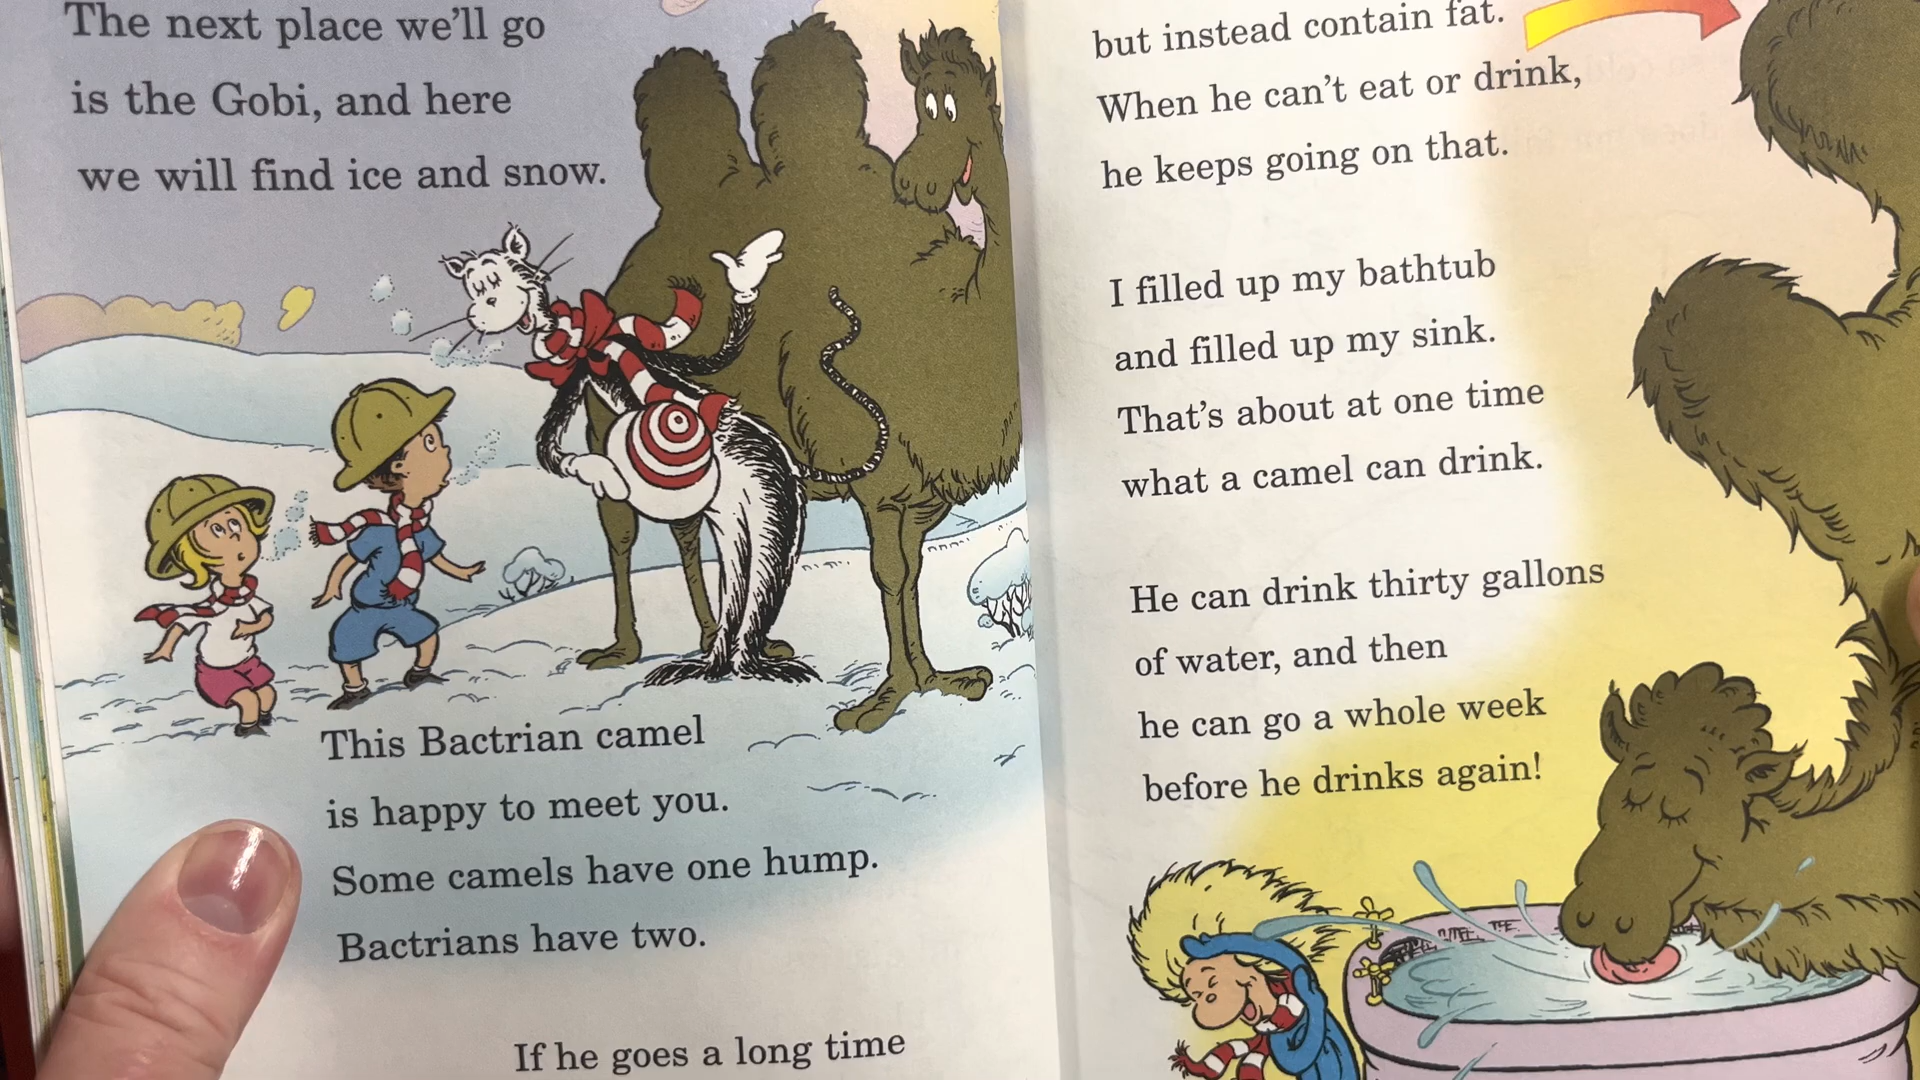 The next place we'll go
is the Gobi, and here
we will find ice and snow.
This Bactrian camel
is happy to meet you.
Some camels have one hump.
Bactrians have two.
If he goes a long time
but instead contain fat.
When he can't eat or drink,
he keeps going on that.
I filled up my bathtub
and filled up my sink.
That's about at one time
what a camel can drink.
He can drink thirty gallons
of water, and then
he can go a whole week
before he drinks again!